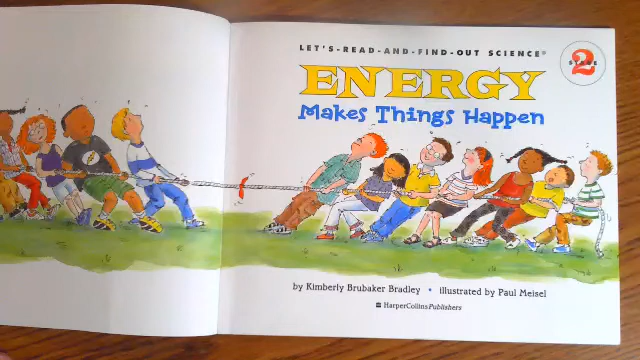 LET'S-READ-AND-FIND-OUT SCIENCE®
STAGE 2
ENERGY
Makes Things Happen
by Kimberly Brubaker Bradley • illustrated by Paul Meisel
HarperCollinsPublishers